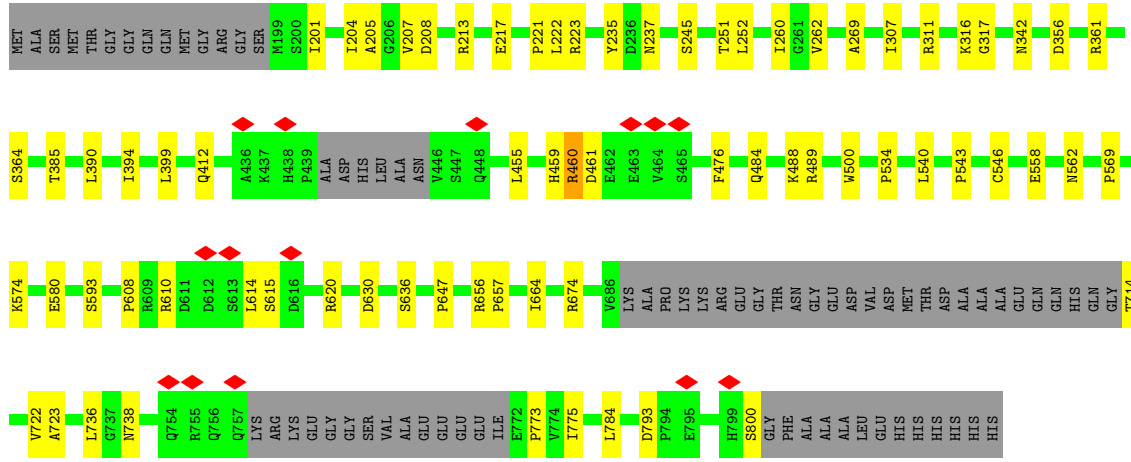 MET ALA SER MET THR GLY GLY GLN GLN MET GLY ARG GLY SER M199 S200 I201 I204 A205 G206 V207 D208 R213 E217 P221 L222 R223 Y235 D236 N237 S245 T251 L252 I260 G261 V262 A269 I307 R311 K316 G317 N342 D356 R361
S364 T385 L390 I394 L399 Q412 A436 K437 H438 P439 ALA ASP HIS LEU ALA ASN V446 S447 Q448 L455 H459 R460 D461 E462 E463 V464 S465 F476 Q484 K488 R489 W500 P534 L540 P543 C546 E558 N562 P569
K574 E580 S593 P608 R609 R610 D611 D612 S613 L614 S615 D616 R620 D630 S636 P647 R656 P657 I664 R674 V686 LYS ALA PRO LYS LYS ARG GLU GLY THR ASN GLY GLU ASP VAL ASP MET THR ASP ALA ALA ALA GLU GLN GLN HIS GLN GLY T714
V722 A723 L736 G737 N738 Q754 R755 Q756 Q757 LYS ARG LYS GLU GLY GLY SER VAL ALA GLU GLU GLU ILE E772 P773 V774 I775 L784 D793 P794 E795 H799 S800 GLY PHE ALA ALA ALA LEU GLU HIS HIS HIS HIS HIS HIS